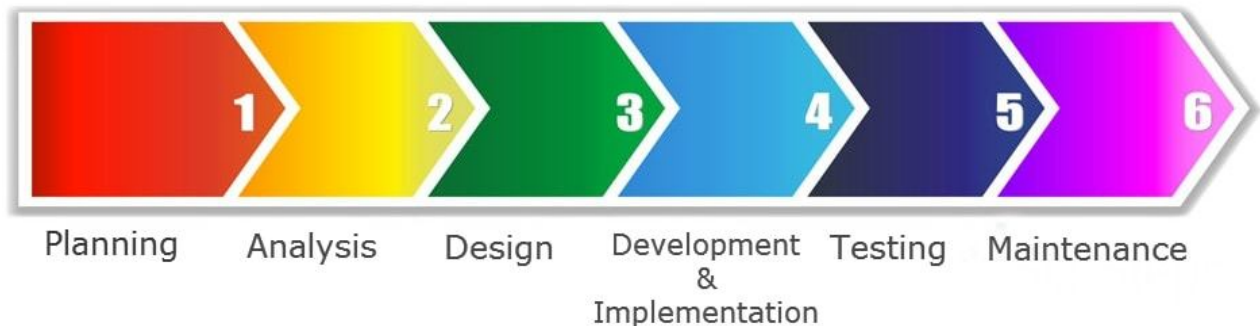 1 2 3 4 5 6
Planning Analysis Design Development Testing Maintenance
&
Implementation